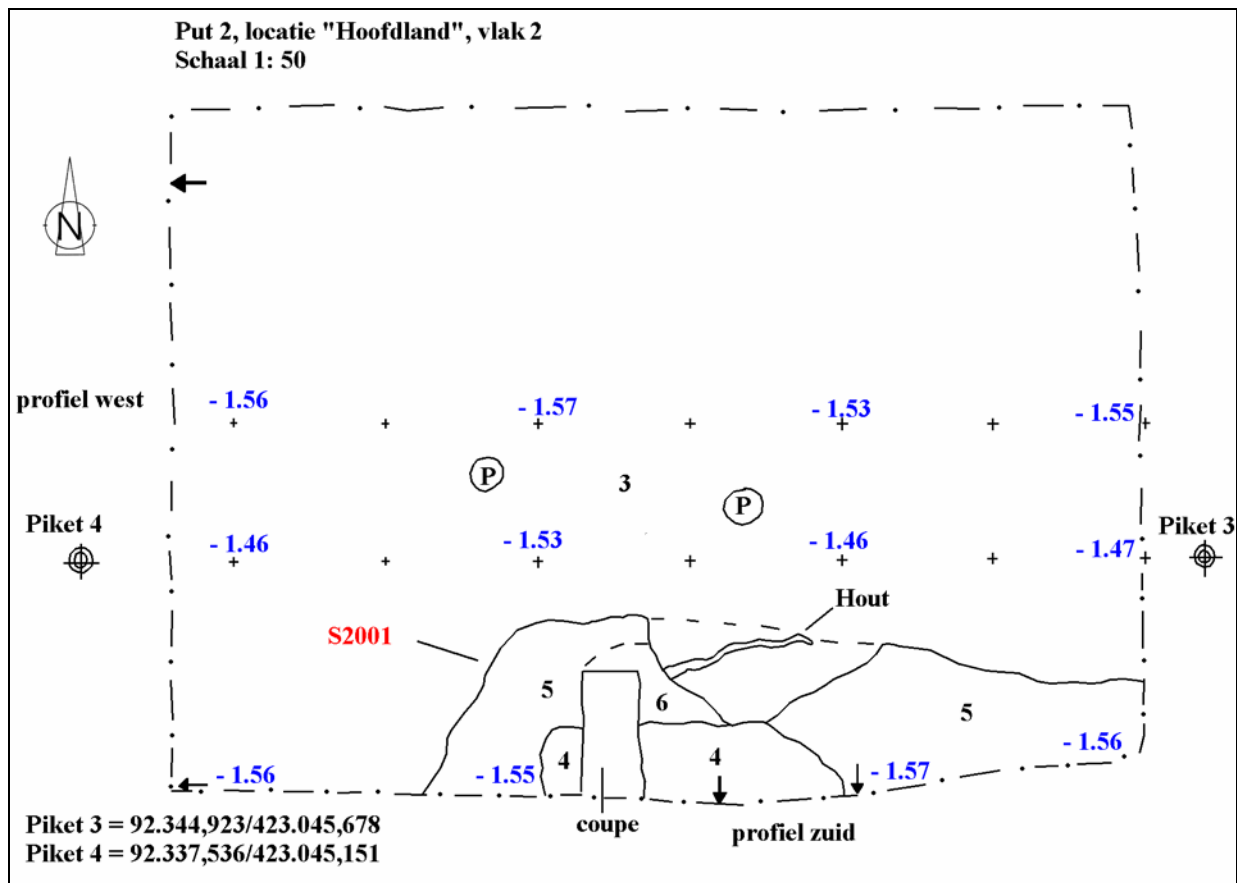 Put 2, locatie "Hoofdland", vlak 2
Schaal 1: 50
N
profiel west
- 1.56
- 1.57
- 1.53
- 1.55
P
3
P
Piket 4
Piket 3
- 1.46
- 1.53
- 1.46
- 1.47
Hout
S2001
5
6
5
4
4
- 1.56
- 1.55
- 1.57
- 1.56
coupe
profiel zuid
Piket 3 = 92.344,923/423.045,678
Piket 4 = 92.337,536/423.045,151